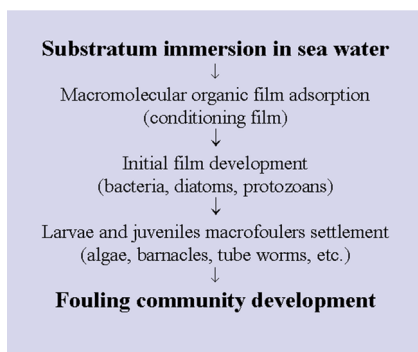 Substratum immersion in sea water
↓
Macromolecular organic film adsorption
(conditioning film)
↓
Initial film development
(bacteria, diatoms, protozoans)
↓
Larvae and juveniles macrofoulers settlement
(algae, barnacles, tube worms, etc.)
↓
Fouling community development